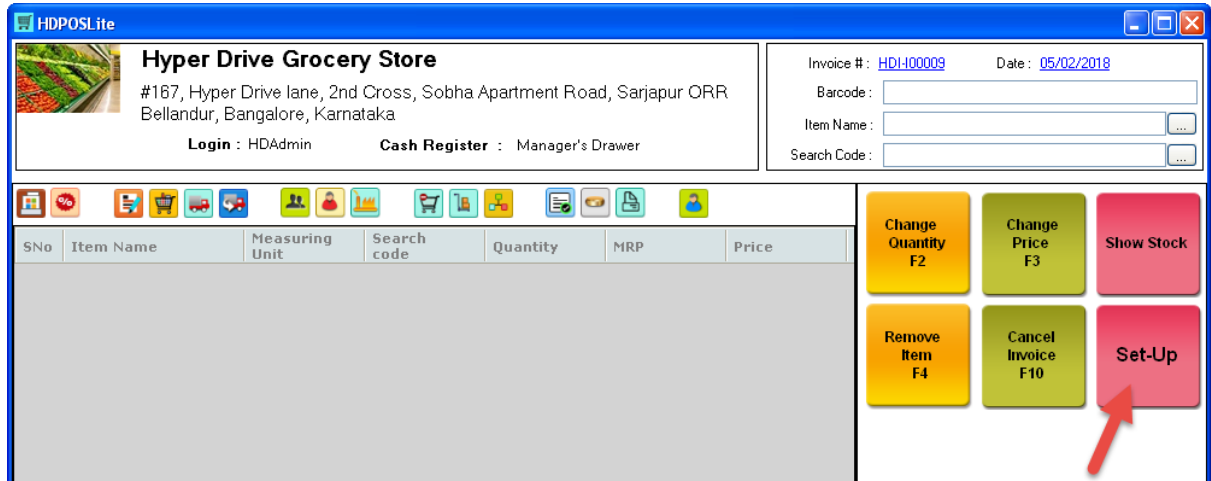 HDPOSLite
Hyper Drive Grocery Store
#167, Hyper Drive lane, 2nd Cross, Sobha Apartment Road, Sarjapur ORR
Bellandur, Bangalore, Karnataka
Login : HDAdmin Cash Register : Manager's Drawer
Invoice # : HDI-I00009 Date : 05/02/2018
Barcode :
Item Name : ...
Search Code : ...
SNo Item Name Measuring Unit Search code Quantity MRP Price
Change
Quantity
F2
Change
Price
F3
Show Stock
Remove
Item
F4
Cancel
Invoice
F10
Set-Up